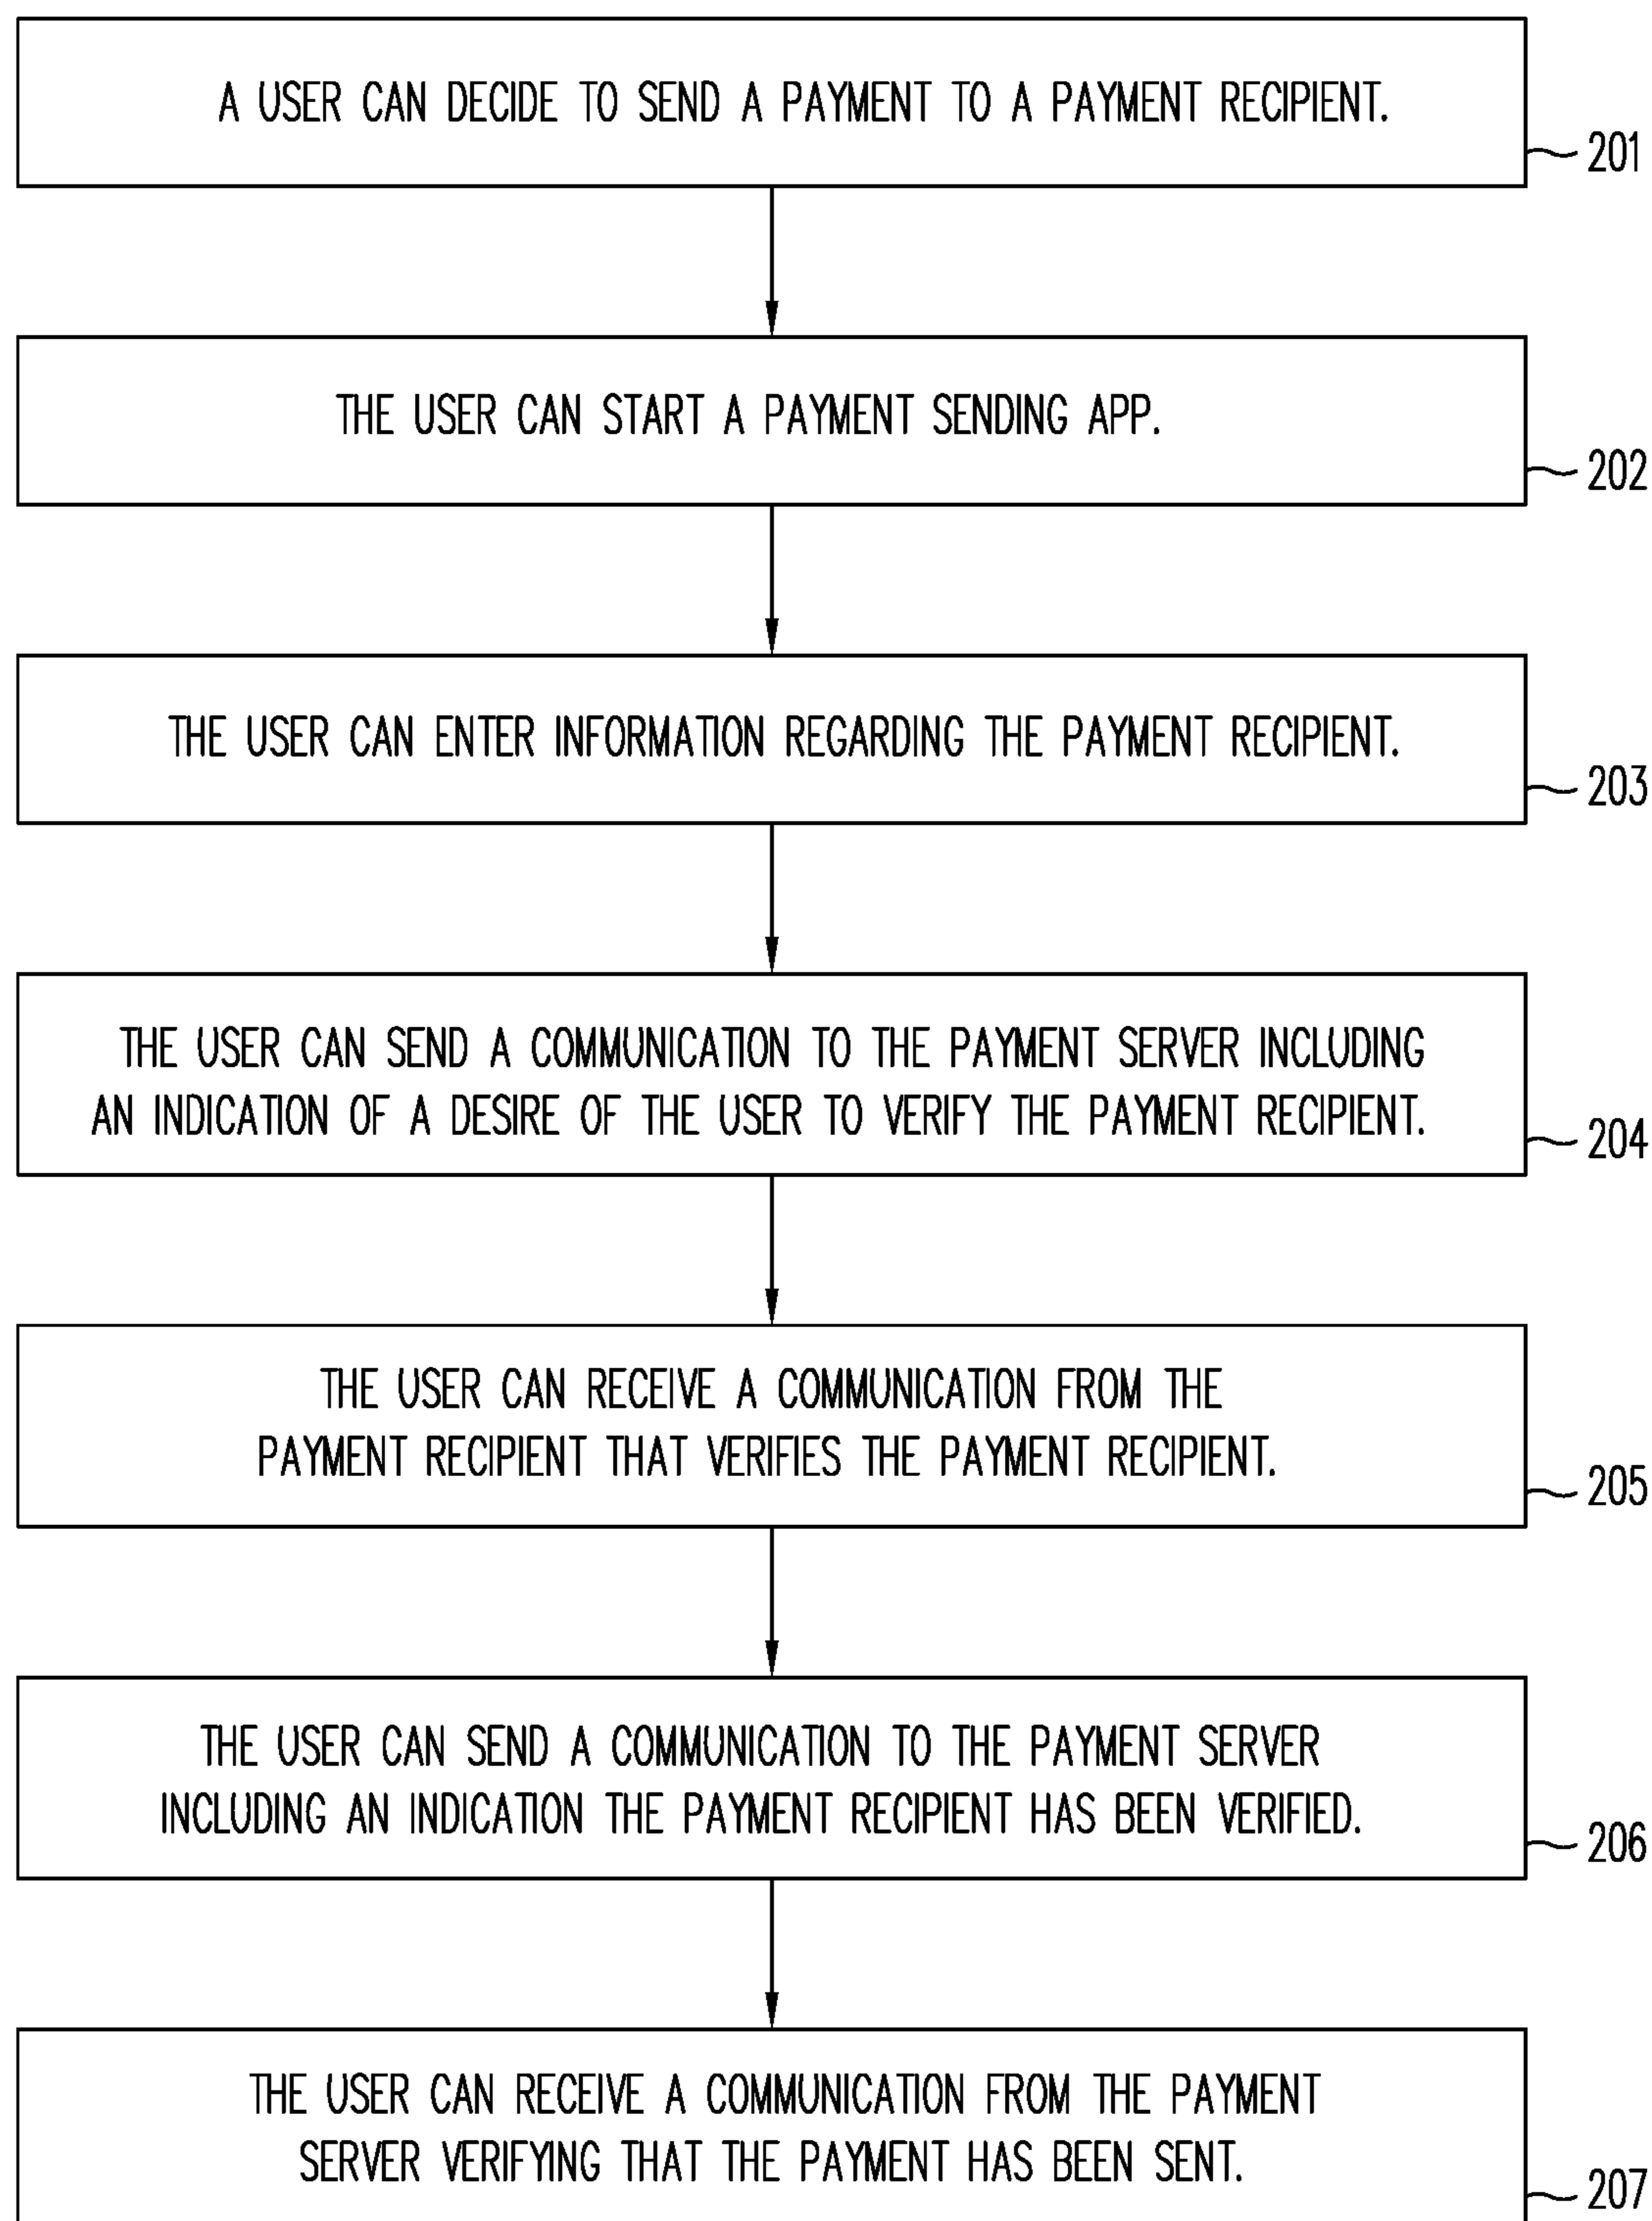 A USER CAN DECIDE TO SEND A PAYMENT TO A PAYMENT RECIPIENT.
201
THE USER CAN START A PAYMENT SENDING APP.
202
THE USER CAN ENTER INFORMATION REGARDING THE PAYMENT RECIPIENT.
203
THE USER CAN SEND A COMMUNICATION TO THE PAYMENT SERVER INCLUDING
AN INDICATION OF A DESIRE OF THE USER TO VERIFY THE PAYMENT RECIPIENT.
204
THE USER CAN RECEIVE A COMMUNICATION FROM THE
PAYMENT RECIPIENT THAT VERIFIES THE PAYMENT RECIPIENT.
205
THE USER CAN SEND A COMMUNICATION TO THE PAYMENT SERVER
INCLUDING AN INDICATION THE PAYMENT RECIPIENT HAS BEEN VERIFIED.
206
THE USER CAN RECEIVE A COMMUNICATION FROM THE PAYMENT
SERVER VERIFYING THAT THE PAYMENT HAS BEEN SENT.
207